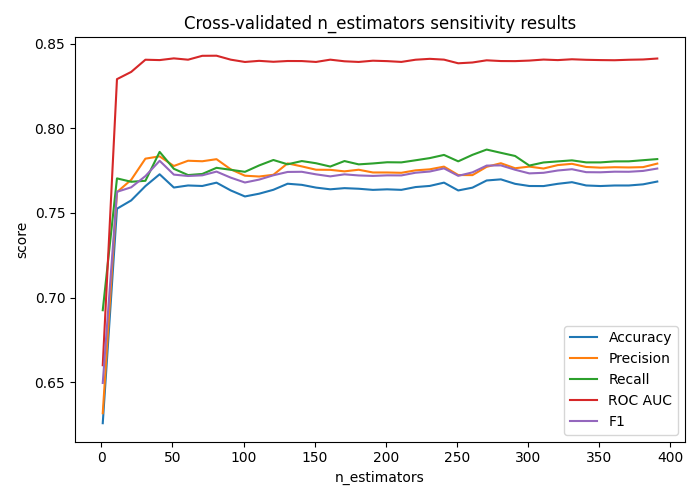 Cross-validated n_estimators sensitivity results
0.85
0.80
0.75
0.70
0.65
score
0
50
100
150
200
250
300
350
400
n_estimators
Accuracy
Precision
Recall
ROC AUC
F1